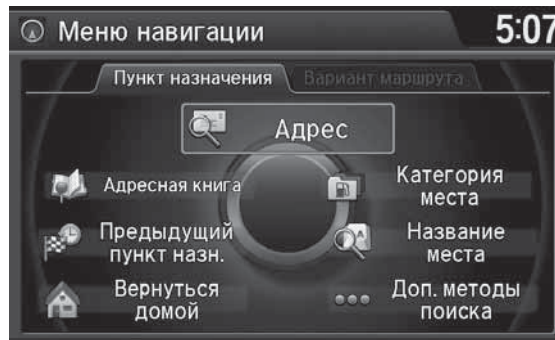 Меню навигации
5:07
Пункт назначения
Вариант маршрута
Адрес
Адресная книга
Категория
места
Предыдущий
пункт назн.
Название
места
Вернуться
домой
Доп. методы
поиска